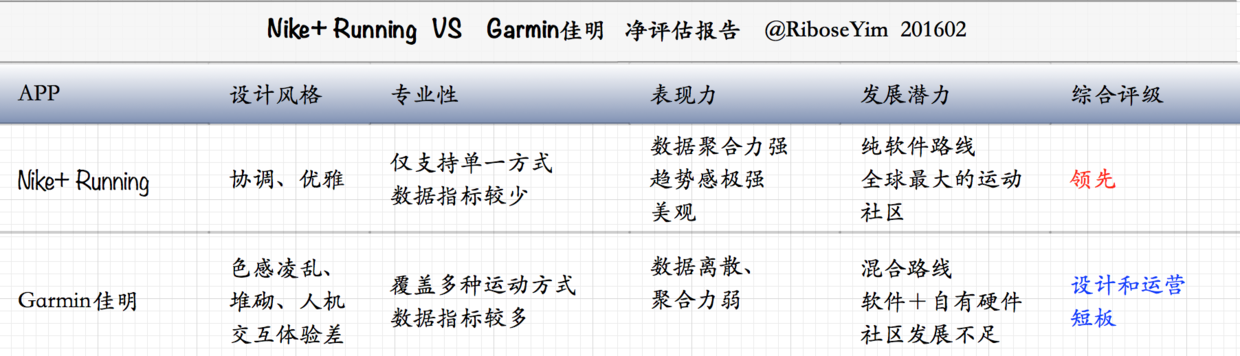 Nike+ Running VS Garmin佳明 净评估报告 @RiboseYim 201602
APP 设计风格 专业性 表现力 发展潜力 综合评级
Nike+ Running
协调、优雅
仅支持单一方式
数据指标较少
数据聚合力强
趋势感极强
美观
纯软件路线
全球最大的运动
社区
领先
Garmin佳明
色感凌乱、
堆砌、人机
交互体验差
覆盖多种运动方式
数据指标较多
数据离散、
聚合力弱
混合路线
软件+自有硬件
社区发展不足
设计和运营
短板